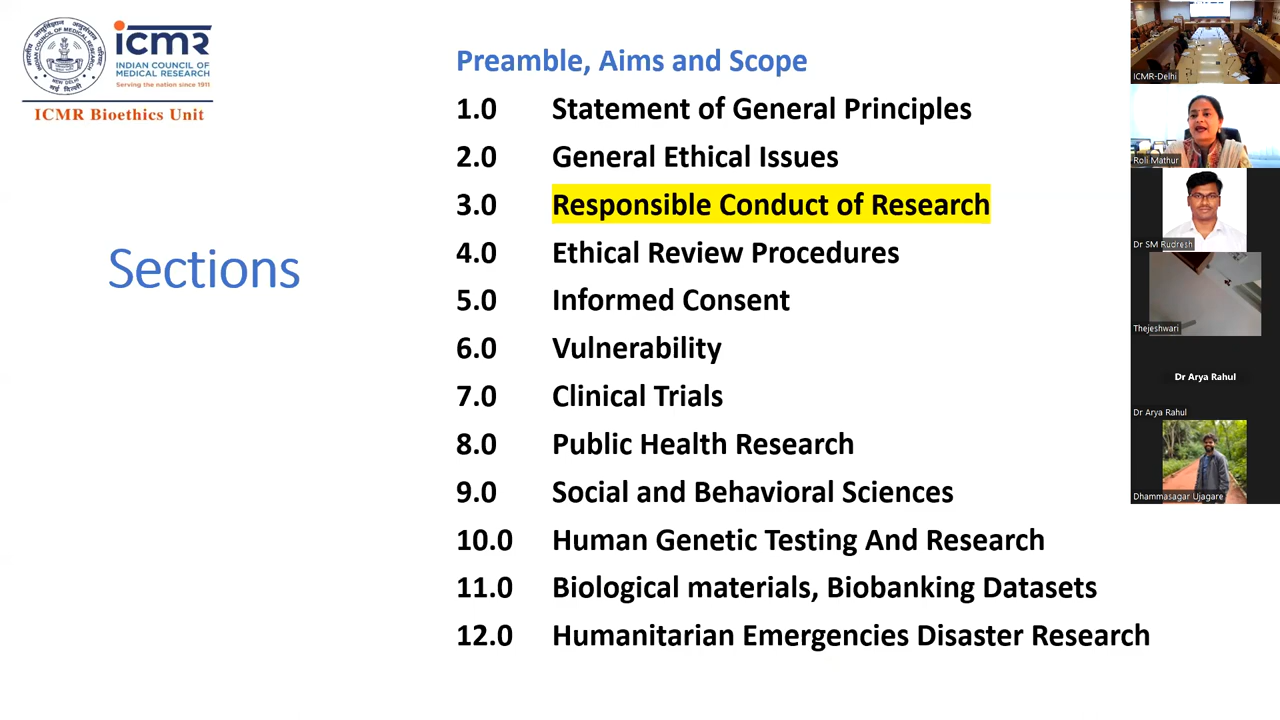 icmr
INDIAN COUNCIL OF
MEDICAL RESEARCH
Serving the nation since 1911
ICMR Bioethics Unit
Sections
Preamble, Aims and Scope
1.0 Statement of General Principles
2.0 General Ethical Issues
3.0 Responsible Conduct of Research
4.0 Ethical Review Procedures
5.0 Informed Consent
6.0 Vulnerability
7.0 Clinical Trials
8.0 Public Health Research
9.0 Social and Behavioral Sciences
10.0 Human Genetic Testing And Research
11.0 Biological materials, Biobanking Datasets
12.0 Humanitarian Emergencies Disaster Research
ICMR-Delhi
Roli Mathur
Dr SM Rudresh
Thejeshwari
Dr Arya Rahul
Dr Arya Rahul
Dhammasagar Ujagare